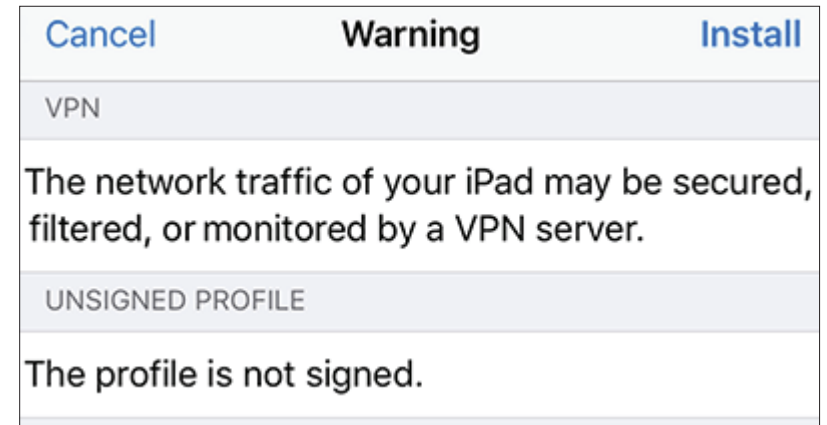 Cancel Warning Install
VPN
The network traffic of your iPad may be secured,
filtered, or monitored by a VPN server.
UNSIGNED PROFILE
The profile is not signed.